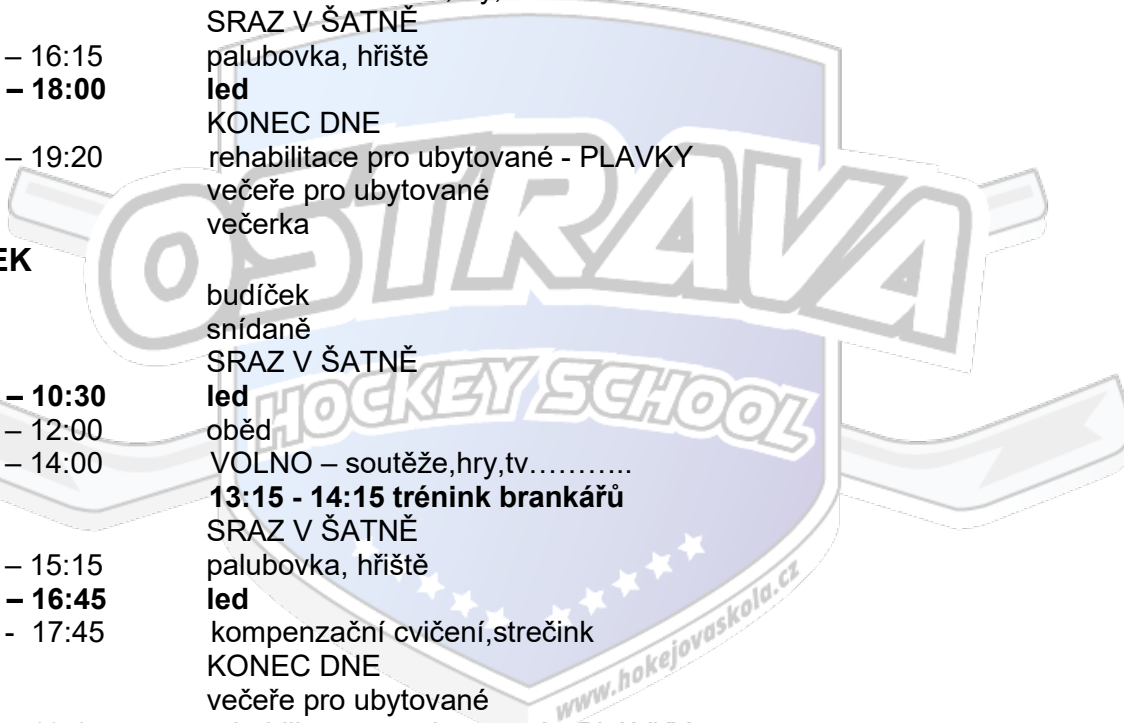 SRAZ V ŠATNĚ
– 16:15 palubovka, hřiště
– 18:00 led
KONEC DNE
– 19:20 rehabilitace pro ubytované - PLAVKY
večeře pro ubytované
večerka
EK
budíček
snídaně
SRAZ V ŠATNĚ
– 10:30 led
– 12:00 oběd
– 14:00 VOLNO – soutěže,hry,tv………..
13:15 - 14:15 trénink brankářů
SRAZ V ŠATNĚ
– 15:15 palubovka, hřiště
– 16:45 led
- 17:45 kompenzační cvičení,strečink
KONEC DNE
večeře pro ubytované
OSTRAVA
HOCKEY SCHOOL
www.hokejovaskola.cz